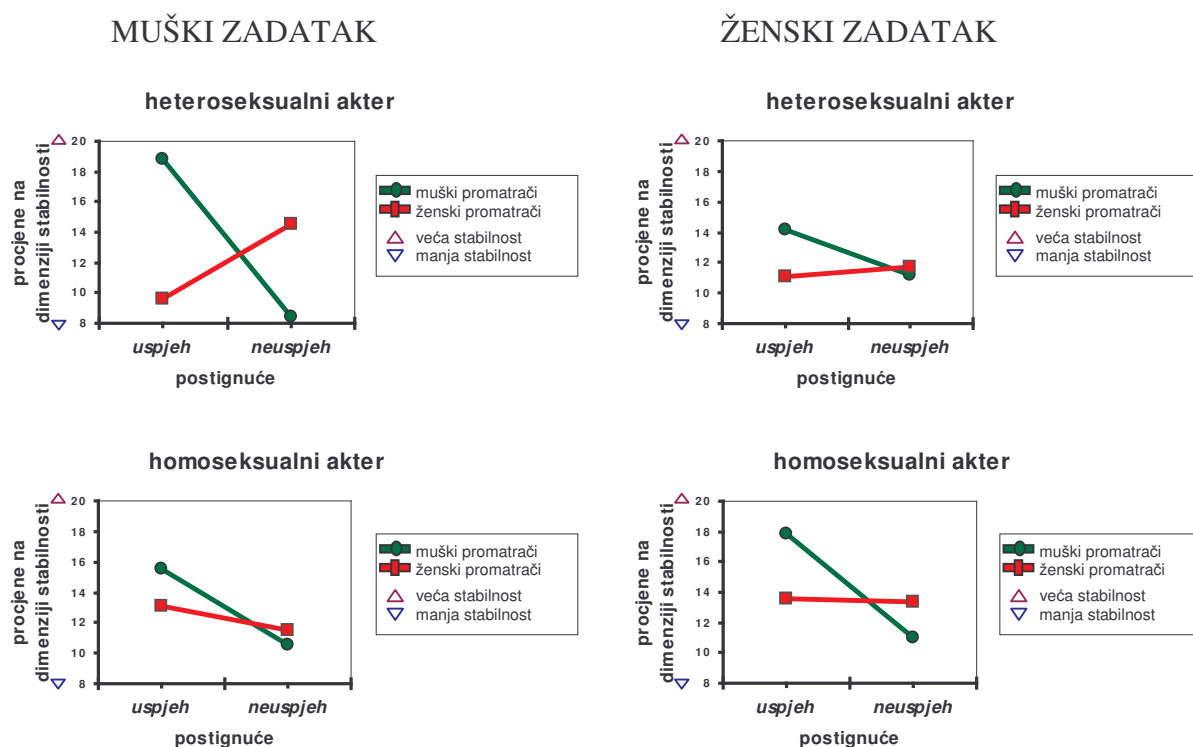 MUŠKI ZADATAK
ŽENSKI ZADATAK
heteroseksualni akter
procjene na
dimenziji stabilnosti
20
18
16
14
12
10
8
uspjeh neuspjeh
postignuće
muški promatrači
ženski promatrači
veća stabilnost
manja stabilnost
heteroseksualni akter
procjene na
dimenziji stabilnosti
20
18
16
14
12
10
8
uspjeh neuspjeh
postignuće
muški promatrači
ženski promatrači
veća stabilnost
manja stabilnost
homoseksualni akter
procjene na
dimenziji stabilnosti
20
18
16
14
12
10
8
uspjeh neuspjeh
postignuće
muški promatrači
ženski promatrači
veća stabilnost
manja stabilnost
homoseksualni akter
procjene na
dimenziji stabilnosti
20
18
16
14
12
10
8
uspjeh neuspjeh
postignuće
muški promatrači
ženski promatrači
veća stabilnost
manja stabilnost